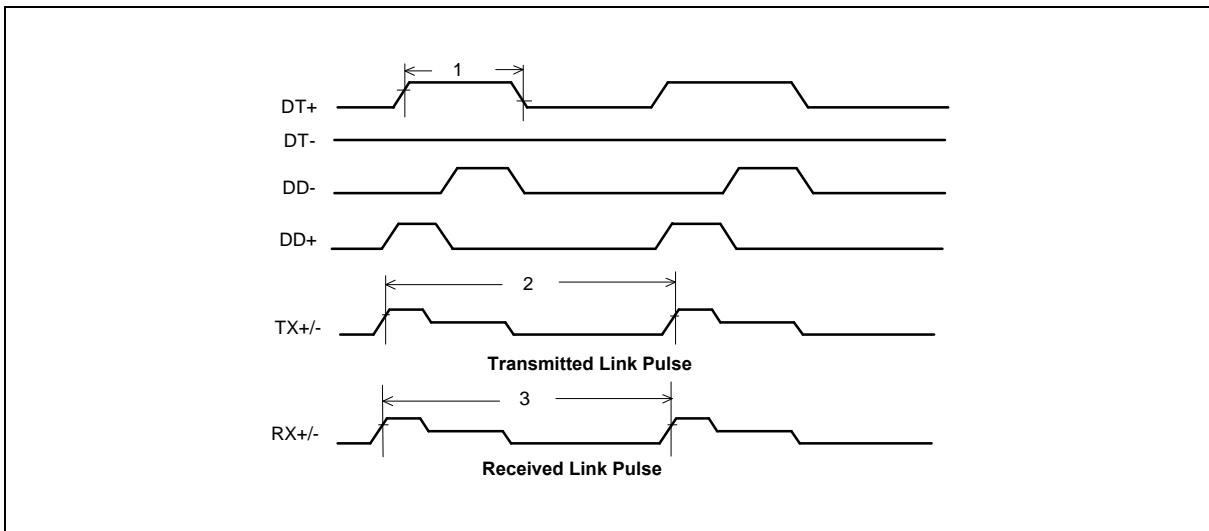 1
DT+
DT-
DD-
DD+
2
TX+/-
Transmitted Link Pulse
3
RX+/-
Received Link Pulse